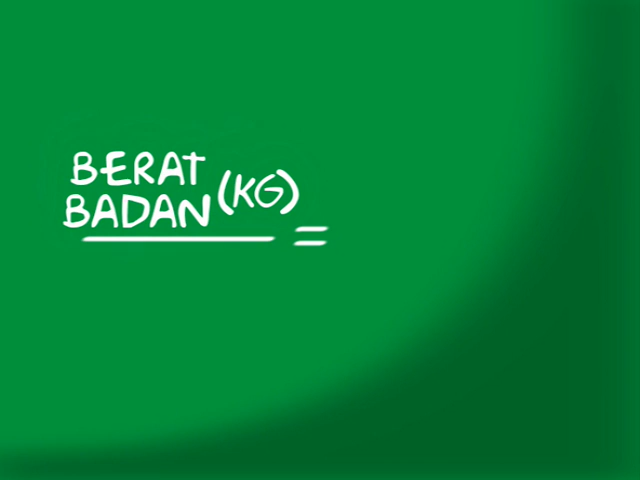 BERAT
BADAN (KG)
=